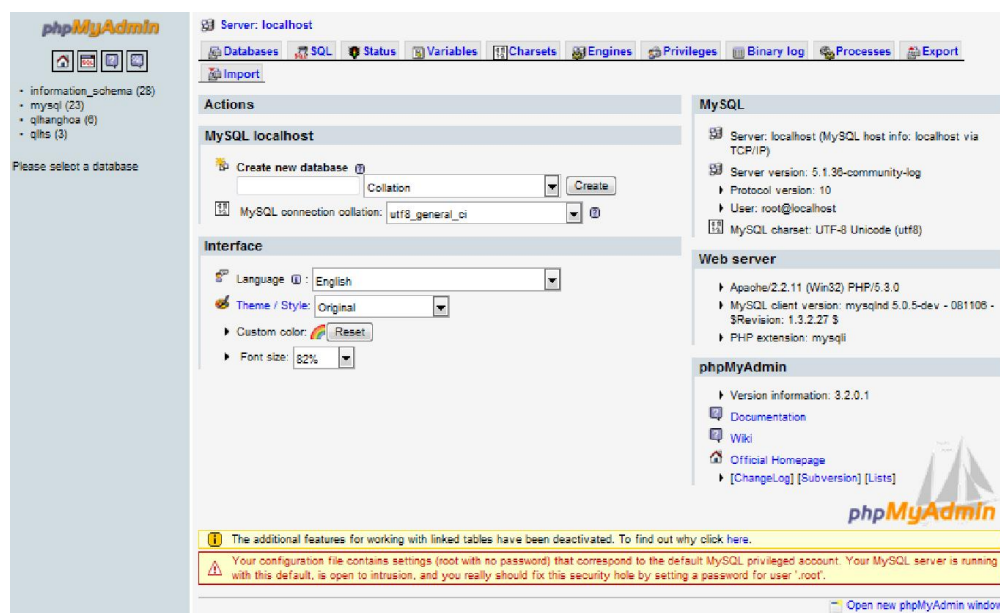 phpMyAdmin
information_schema (28)
mysql (23)
qlhanghoa (6)
qlhs (3)
Please select a database
Server: localhost
Databases SQL Status Variables Charsets Engines Privileges Binary log Processes Export
Import
Actions
MySQL localhost
Create new database
Collation Create
MySQL connection collation: utf8_general_ci
Interface
Language : English
Theme / Style: Original
Custom color: Reset
Font size: 82%
MySQL
Server: localhost (MySQL host info: localhost via
TCP/IP)
Server version: 5.1.36-community-log
Protocol version: 10
User: root@localhost
MySQL charset: UTF-8 Unicode (utf8)
Web server
Apache/2.2.11 (Win32) PHP/5.3.0
MySQL client version: mysqlnd 5.0.5-dev - 081106 -
$Revision: 1.3.2.27 $
PHP extension: mysqli
phpMyAdmin
Version information: 3.2.0.1
Documentation
Wiki
Official Homepage
[ChangeLog] [Subversion] [Lists]
phpMyAdmin
The additional features for working with linked tables have been deactivated. To find out why click here.
Your configuration file contains settings (root with no password) that correspond to the default MySQL privileged account. Your MySQL server is running
with this default, is open to intrusion, and you really should fix this security hole by setting a password for user '.root'.
Open new phpMyAdmin window